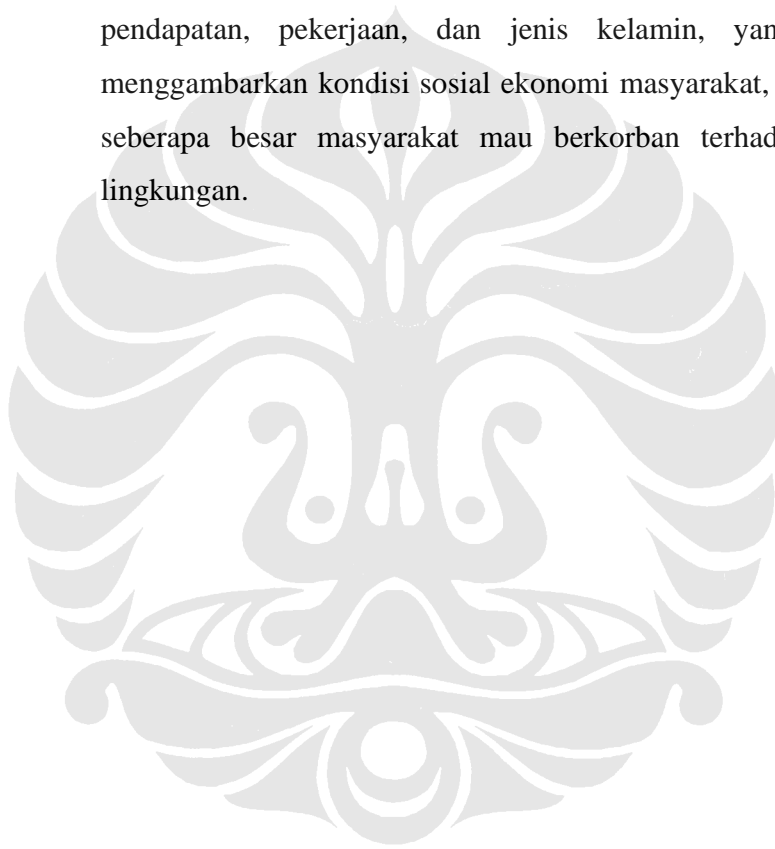 pendapatan, pekerjaan, dan jenis kelamin, yan
menggambarkan kondisi sosial ekonomi masyarakat,
seberapa besar masyarakat mau berkorban terhad
lingkungan.